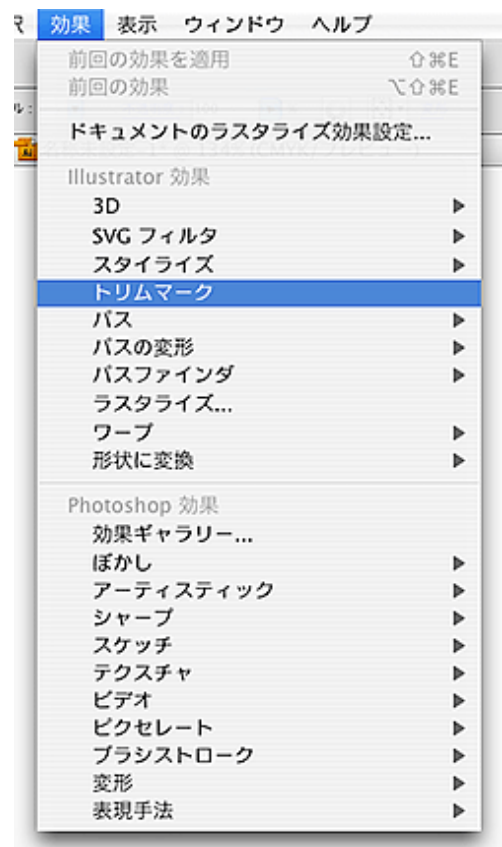 効果 表示 ウィンドウ ヘルプ
前回の効果を適用 ⇧⌘E
前回の効果 ⌥⇧⌘E
ドキュメントのラスタライズ効果設定...
Illustrator 効果
3D
SVG フィルタ
スタイライズ
トリムマーク
パス
パスの変形
パスファインダ
ラスタライズ...
ワープ
形状に変換
Photoshop 効果
効果ギャラリー...
ぼかし
アーティスティック
シャープ
スケッチ
テクスチャ
ビデオ
ピクセレート
ブラシストローク
変形
表現手法